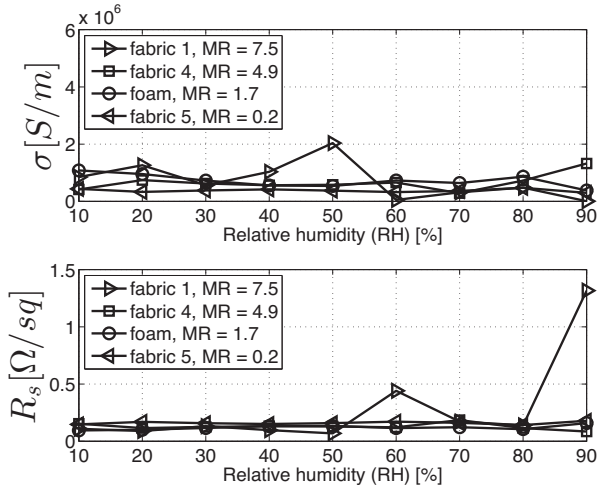 x 10⁶
6
4
2
0
σ[S/m]
fabric 1, MR = 7.5
fabric 4, MR = 4.9
foam, MR = 1.7
fabric 5, MR = 0.2
10 20 30 40 50 60 70 80 90
Relative humidity (RH) [%]
1.5
1
0.5
0
R_s[Ω/sq]
fabric 1, MR = 7.5
fabric 4, MR = 4.9
foam, MR = 1.7
fabric 5, MR = 0.2
10 20 30 40 50 60 70 80 90
Relative humidity (RH) [%]